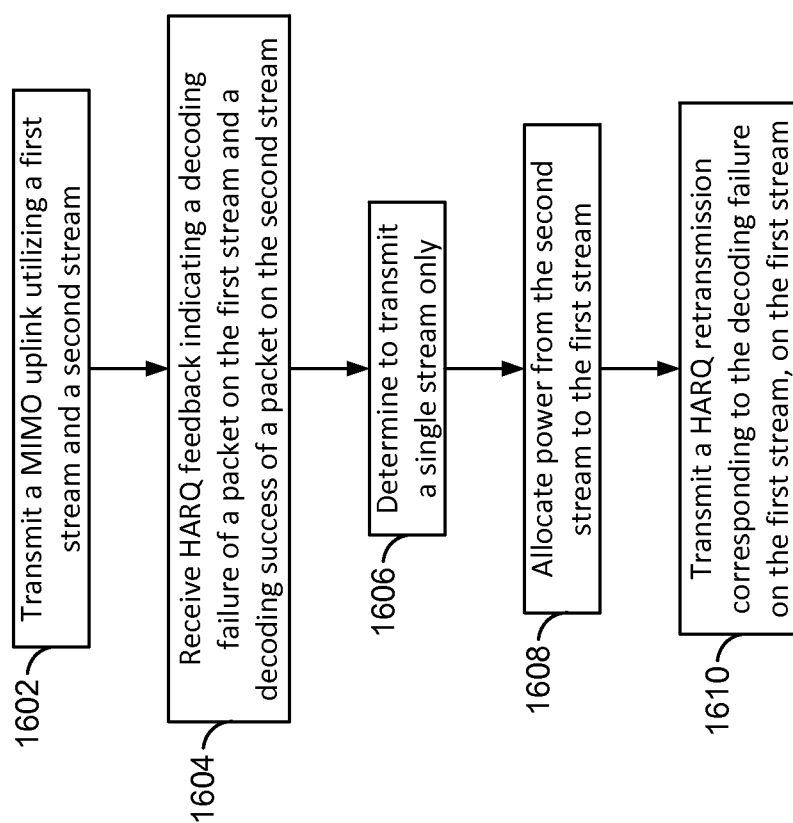 1602
Transmit a MIMO uplink utilizing a first
stream and a second stream
1604
Receive HARQ feedback indicating a decoding
failure of a packet on the first stream and a
decoding success of a packet on the second stream
1606
Determine to transmit
a single stream only
1608
Allocate power from the second
stream to the first stream
1610
Transmit a HARQ retransmission
corresponding to the decoding failure
on the first stream, on the first stream